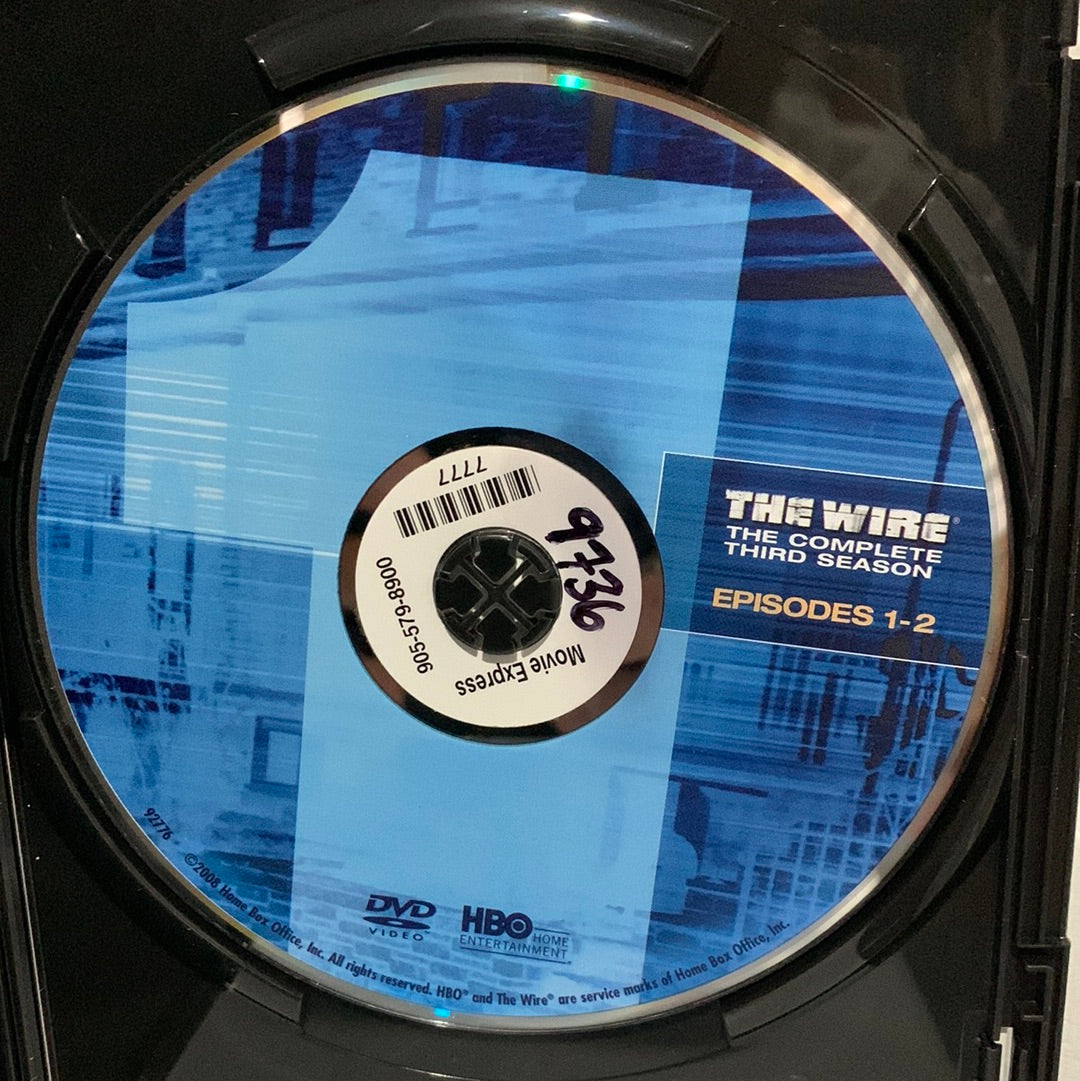 1
7777
905-579-8900
9736
Movie Express
THE WIRE®
THE COMPLETE
THIRD SEASON
EPISODES 1-2
92776
DVD
VIDEO
HBO®
HOME
ENTERTAINMENT
©2008 Home Box Office, Inc. All rights reserved. HBO® and The Wire® are service marks of Home Box Office, Inc.